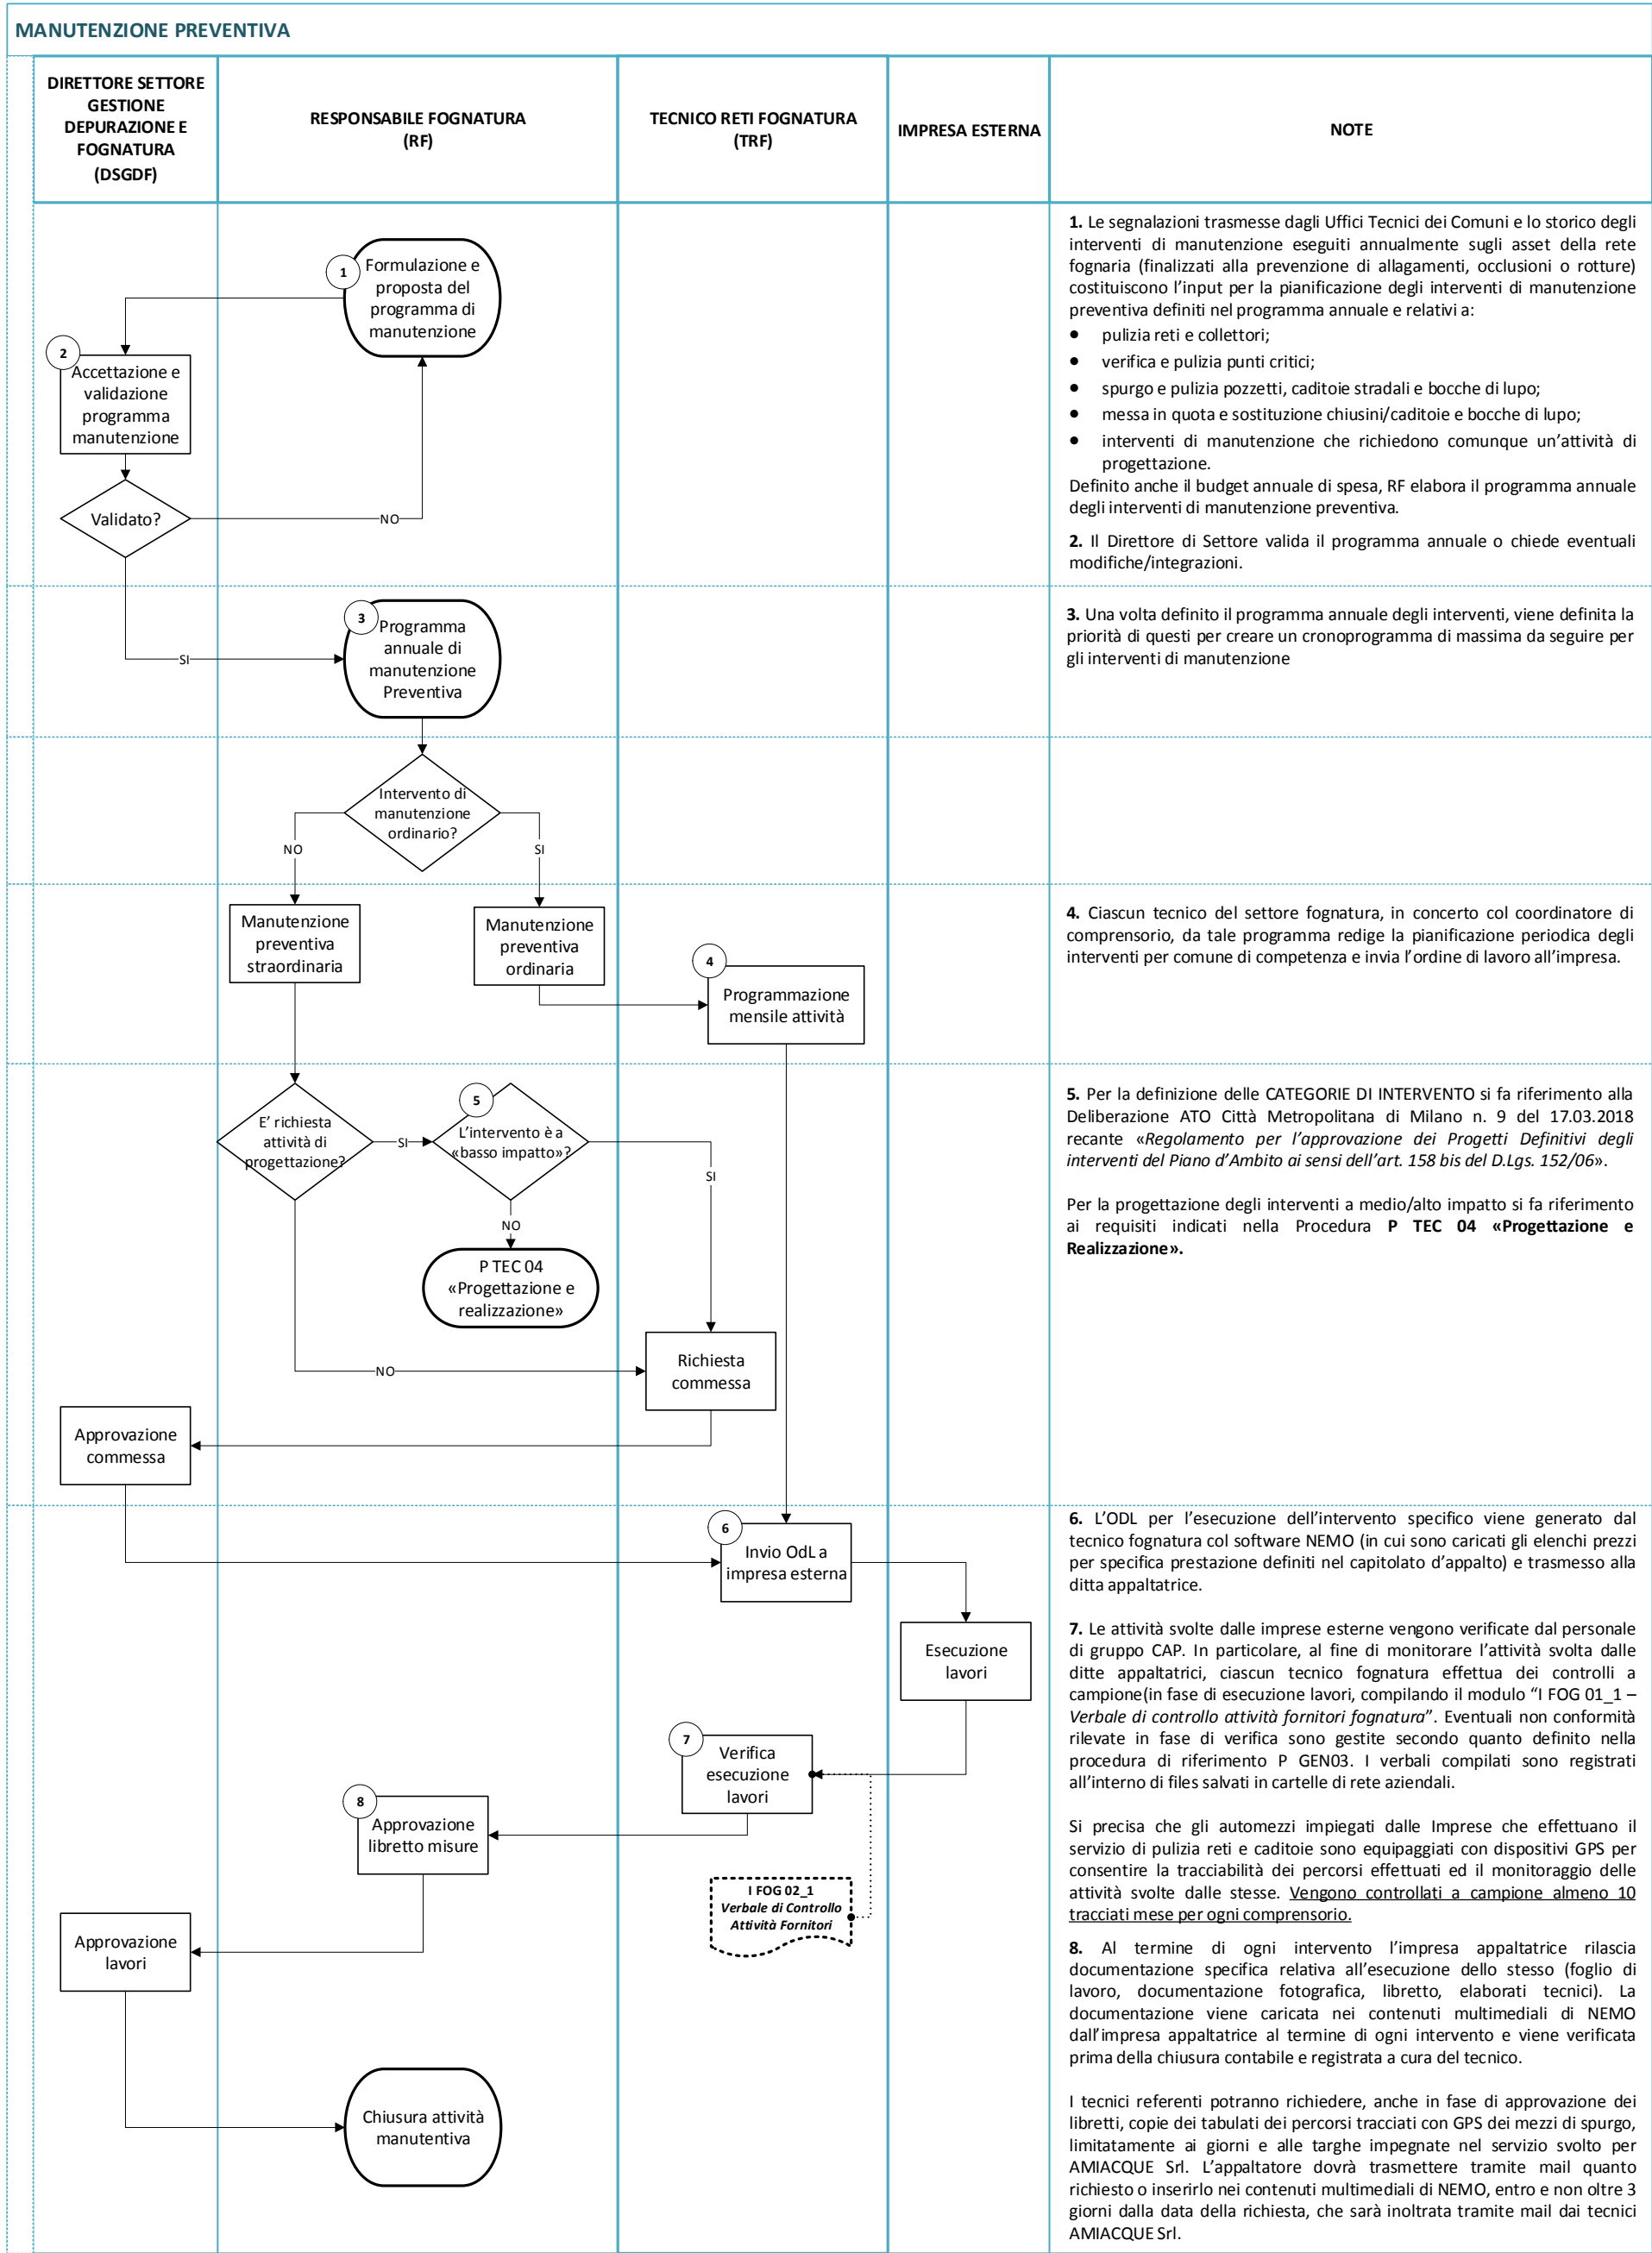 MANUTENZIONE PREVENTIVA
DIRETTORE SETTORE
GESTIONE
DEPURAZIONE E
FOGNATURA
(DSGDF)
RESPONSABILE FOGNATURA
(RF)
TECNICO RETI FOGNATURA
(TRF)
IMPRESA ESTERNA
NOTE
1
Formulazione e
proposta del
programma di
manutenzione
2
Accettazione e
validazione
programma
manutenzione
Validato?
NO
1. Le segnalazioni trasmesse dagli Uffici Tecnici dei Comuni e lo storico degli
interventi di manutenzione eseguiti annualmente sugli asset della rete
fognaria (finalizzati alla prevenzione di allagamenti, occlusioni o rotture)
costituiscono l’input per la pianificazione degli interventi di manutenzione
preventiva definiti nel programma annuale e relativi a:
● pulizia reti e collettori;
● verifica e pulizia punti critici;
● spurgo e pulizia pozzetti, caditoie stradali e bocche di lupo;
● messa in quota e sostituzione chiusini/caditoie e bocche di lupo;
● interventi di manutenzione che richiedono comunque un’attività di
progettazione.
Definito anche il budget annuale di spesa, RF elabora il programma annuale
degli interventi di manutenzione preventiva.
2. Il Direttore di Settore valida il programma annuale o chiede eventuali
modifiche/integrazioni.
SI
3
Programma
annuale di
manutenzione
Preventiva
3. Una volta definito il programma annuale degli interventi, viene definita la
priorità di questi per creare un cronoprogramma di massima da seguire per
gli interventi di manutenzione
Intervento di
manutenzione
ordinario?
NO
SI
Manutenzione
preventiva
straordinaria
Manutenzione
preventiva
ordinaria
4
Programmazione
mensile attività
4. Ciascun tecnico del settore fognatura, in concerto col coordinatore di
comprensorio, da tale programma redige la pianificazione periodica degli
interventi per comune di competenza e invia l’ordine di lavoro all’impresa.
E’ richiesta
attività di
progettazione?
SI
5
L’intervento è a
«basso impatto»?
SI
NO
P TEC 04
«Progettazione e
realizzazione»
NO
Richiesta
commessa
Approvazione
commessa
5. Per la definizione delle CATEGORIE DI INTERVENTO si fa riferimento alla
Deliberazione ATO Città Metropolitana di Milano n. 9 del 17.03.2018
recante «Regolamento per l’approvazione dei Progetti Definitivi degli
interventi del Piano d’Ambito ai sensi dell’art. 158 bis del D.Lgs. 152/06».
Per la progettazione degli interventi a medio/alto impatto si fa riferimento
ai requisiti indicati nella Procedura P TEC 04 «Progettazione e
Realizzazione».
6
Invio OdL a
impresa esterna
Esecuzione
lavori
7
Verifica
esecuzione
lavori
8
Approvazione
libretto misure
I FOG 02_1
Verbale di Controllo
Attività Fornitori
Approvazione
lavori
Chiusura attività
manutentiva
6. L’ODL per l’esecuzione dell’intervento specifico viene generato dal
tecnico fognatura col software NEMO (in cui sono caricati gli elenchi prezzi
per specifica prestazione definiti nel capitolato d’appalto) e trasmesso alla
ditta appaltatrice.
7. Le attività svolte dalle imprese esterne vengono verificate dal personale
di gruppo CAP. In particolare, al fine di monitorare l’attività svolta dalle
ditte appaltatrici, ciascun tecnico fognatura effettua dei controlli a
campione(in fase di esecuzione lavori, compilando il modulo “I FOG 01_1 –
Verbale di controllo attività fornitori fognatura”. Eventuali non conformità
rilevate in fase di verifica sono gestite secondo quanto definito nella
procedura di riferimento P GEN03. I verbali compilati sono registrati
all’interno di files salvati in cartelle di rete aziendali.
Si precisa che gli automezzi impiegati dalle Imprese che effettuano il
servizio di pulizia reti e caditoie sono equipaggiati con dispositivi GPS per
consentire la tracciabilità dei percorsi effettuati ed il monitoraggio delle
attività svolte dalle stesse. Vengono controllati a campione almeno 10
tracciati mese per ogni comprensorio.
8. Al termine di ogni intervento l’impresa appaltatrice rilascia
documentazione specifica relativa all’esecuzione dello stesso (foglio di
lavoro, documentazione fotografica, libretto, elaborati tecnici). La
documentazione viene caricata nei contenuti multimediali di NEMO
dall’impresa appaltatrice al termine di ogni intervento e viene verificata
prima della chiusura contabile e registrata a cura del tecnico.
I tecnici referenti potranno richiedere, anche in fase di approvazione dei
libretti, copie dei tabulati dei percorsi tracciati con GPS dei mezzi di spurgo,
limitatamente ai giorni e alle targhe impegnate nel servizio svolto per
AMIACQUE Srl. L’appaltatore dovrà trasmettere tramite mail quanto
richiesto o inserirlo nei contenuti multimediali di NEMO, entro e non oltre 3
giorni dalla data della richiesta, che sarà inoltrata tramite mail dai tecnici
AMIACQUE Srl.